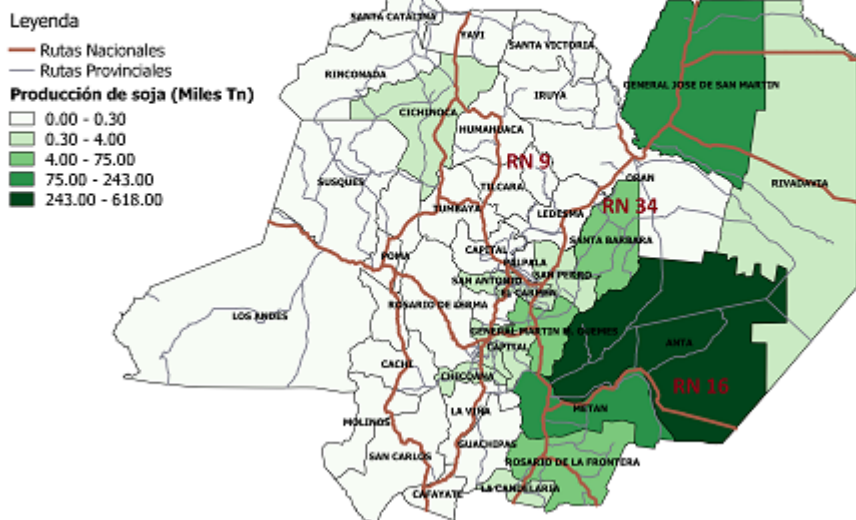 Leyenda
Rutas Nacionales
Rutas Provinciales
Producción de soja (Miles Tn)
0.00 - 0.30
0.30 - 4.00
4.00 - 75.00
75.00 - 243.00
243.00 - 618.00
SANTA CATALINA
YAVI
SANTA VICTORIA
RINCONADA
GENERAL JOSE DE SAN MARTIN
IRUYA
CICHINOCA
HUMAHUACA
RN 9
ORAN
SUSQUES
TILCARA
RIVADAVIA
RN 34
TUMBAYA
LEDESMA
SANTA BARBARA
CAPITAL
POMA
PALPALA
SAN ANTONIO
SAN PEDRO
EL CARMEN
ROSARIO DE LERMA
LOS ANDES
GENERAL MARTIN M. GUEMES
CAPITAL
ANTA
CACHI
CHICOANA
RN 16
METAN
LA VIÑA
MOLINOS
GUACHIPAS
SAN CARLOS
ROSARIO DE LA FRONTERA
LA CANDELARIA
CAFAYATE